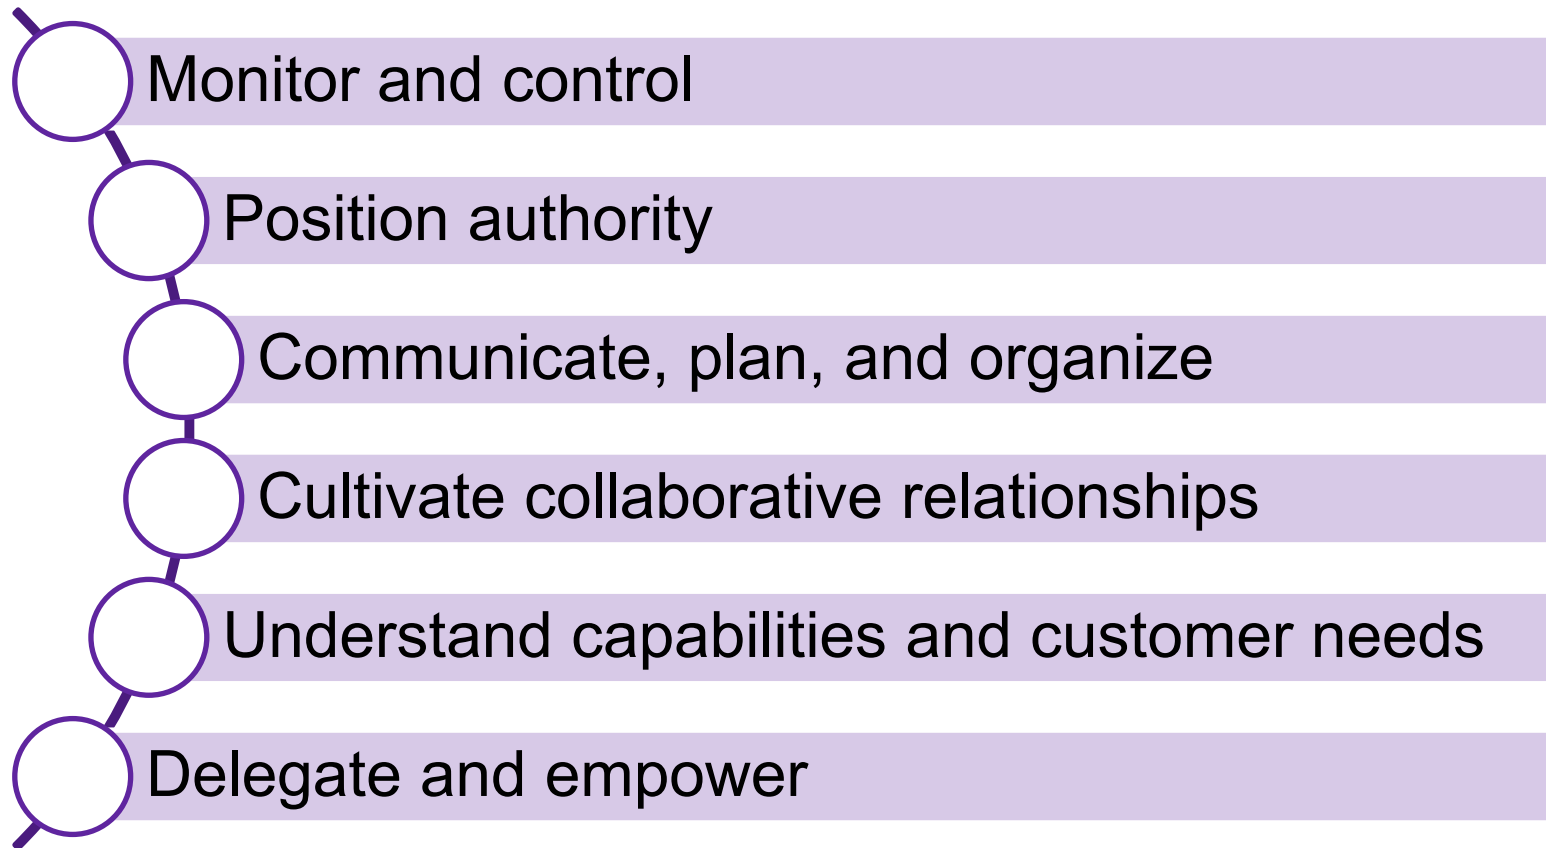 Monitor and control
Position authority
Communicate, plan, and organize
Cultivate collaborative relationships
Understand capabilities and customer needs
Delegate and empower